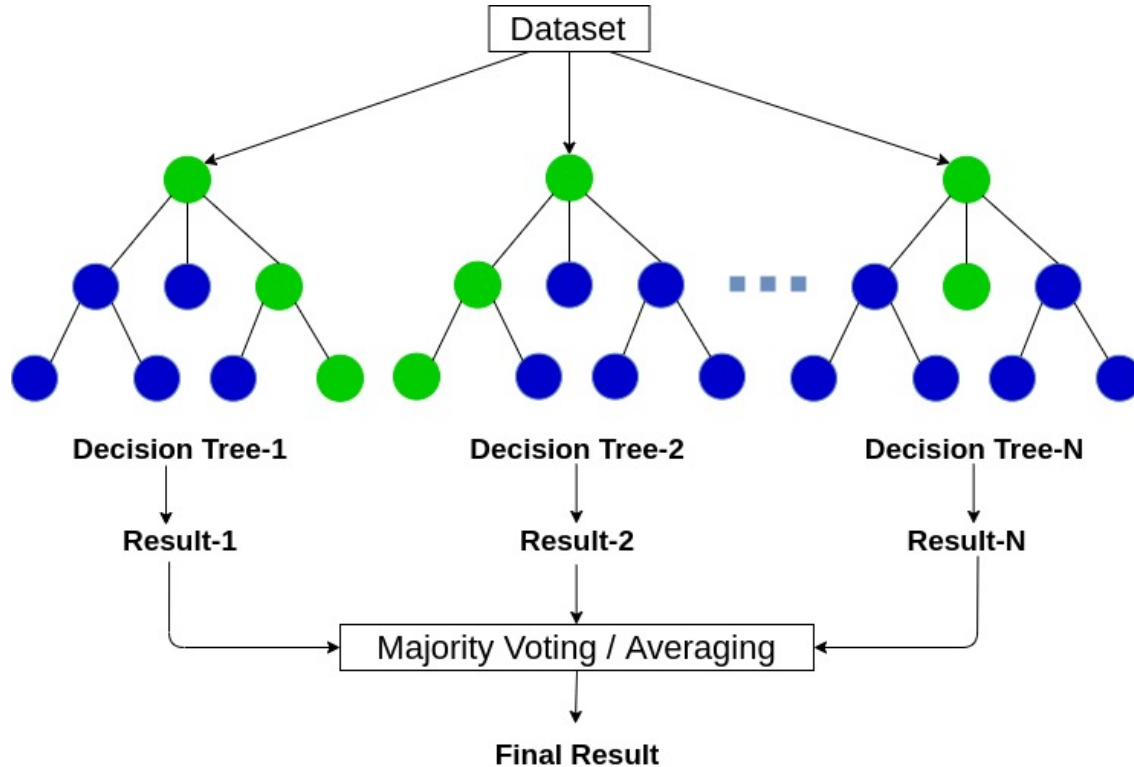 Dataset
Decision Tree-1
Decision Tree-2
Decision Tree-N
Result-1
Result-2
Result-N
Majority Voting / Averaging
Final Result